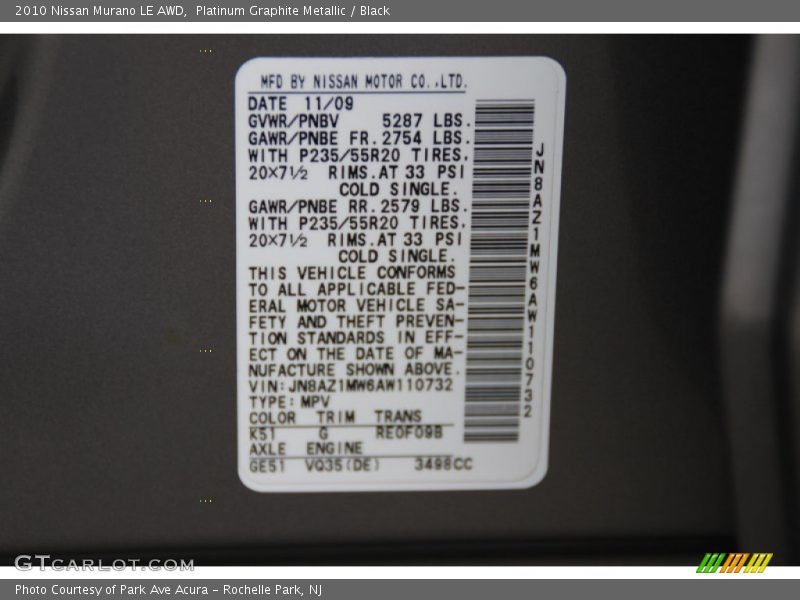 2010 Nissan Murano LE AWD, Platinum Graphite Metallic / Black
MFD BY NISSAN MOTOR CO.,LTD.
DATE 11/09
GVWR/PNBV 5287 LBS.
GAWR/PNBE FR. 2754 LBS.
WITH P235/55R20 TIRES.
20×7½ RIMS. AT 33 PSI
COLD SINGLE.
GAWR/PNBE RR. 2579 LBS.
WITH P235/55R20 TIRES.
20×7½ RIMS. AT 33 PSI
COLD SINGLE.
THIS VEHICLE CONFORMS
TO ALL APPLICABLE FED-
ERAL MOTOR VEHICLE SA-
FETY AND THEFT PREVEN-
TION STANDARDS IN EFF-
ECT ON THE DATE OF MA-
NUFACTURE SHOWN ABOVE.
VIN: JN8AZ1MW6AW110732
TYPE: MPV
COLOR TRIM TRANS
K51 G RE0F09B
AXLE ENGINE
GE51 VQ35(DE) 3498CC
JN8AZ1MW6AW110732
GTCARLOT.COM
Photo Courtesy of Park Ave Acura - Rochelle Park, NJ